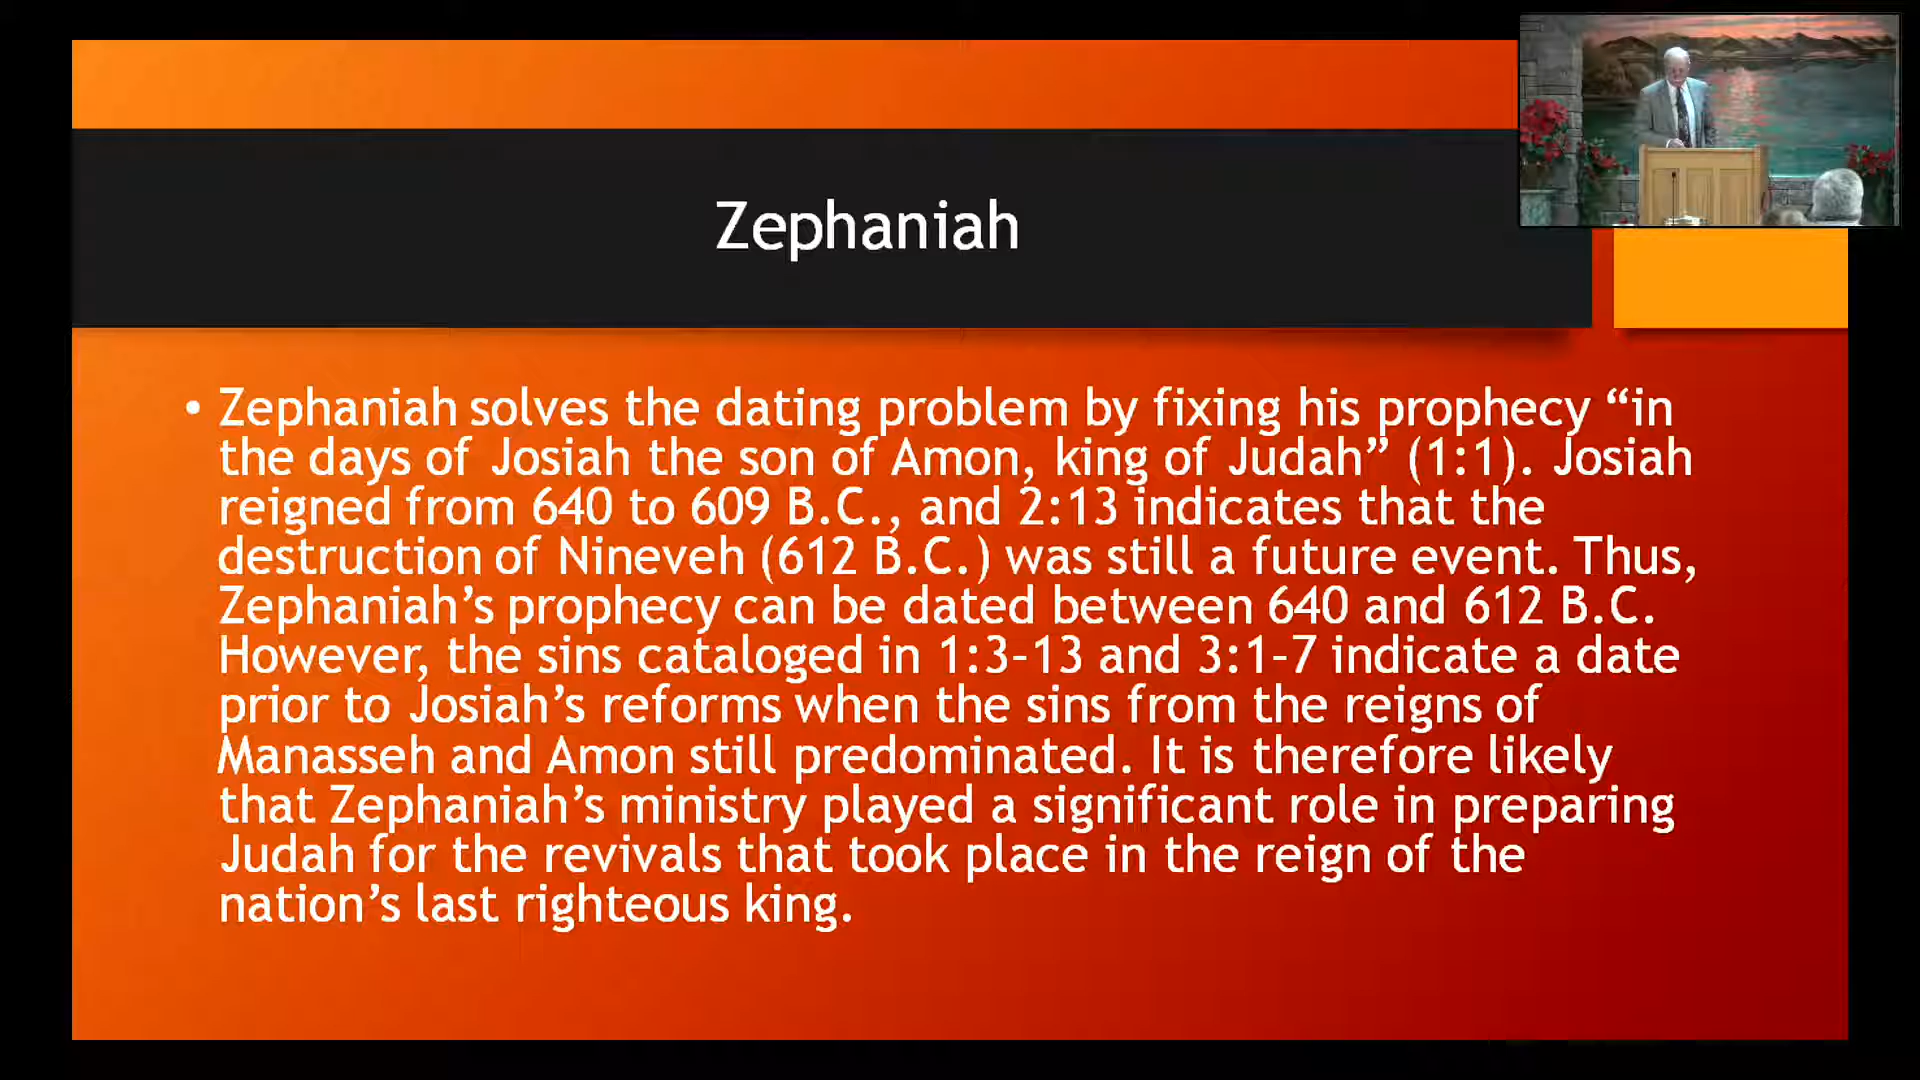 Zephaniah
• Zephaniah solves the dating problem by fixing his prophecy “in
the days of Josiah the son of Amon, king of Judah” (1:1). Josiah
reigned from 640 to 609 B.C., and 2:13 indicates that the
destruction of Nineveh (612 B.C.) was still a future event. Thus,
Zephaniah’s prophecy can be dated between 640 and 612 B.C.
However, the sins cataloged in 1:3–13 and 3:1–7 indicate a date
prior to Josiah’s reforms when the sins from the reigns of
Manasseh and Amon still predominated. It is therefore likely
that Zephaniah’s ministry played a significant role in preparing
Judah for the revivals that took place in the reign of the
nation’s last righteous king.